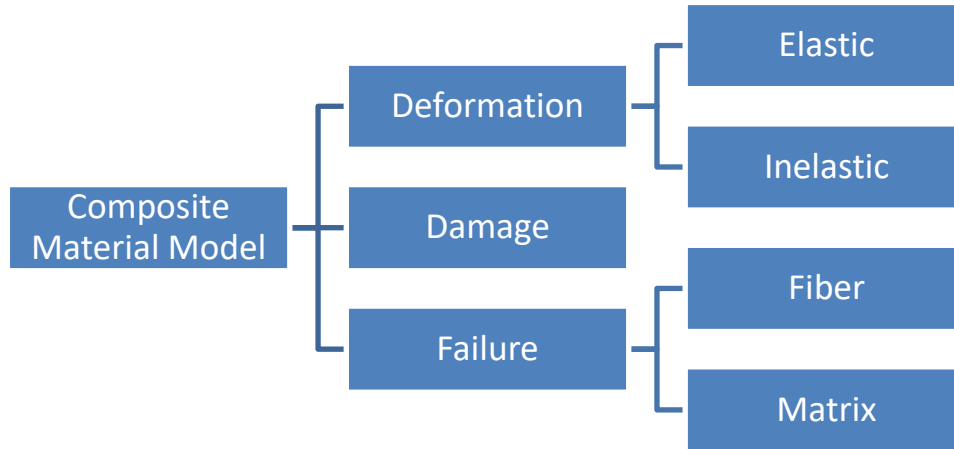 Composite
Material Model
Deformation
Elastic
Inelastic
Damage
Failure
Fiber
Matrix